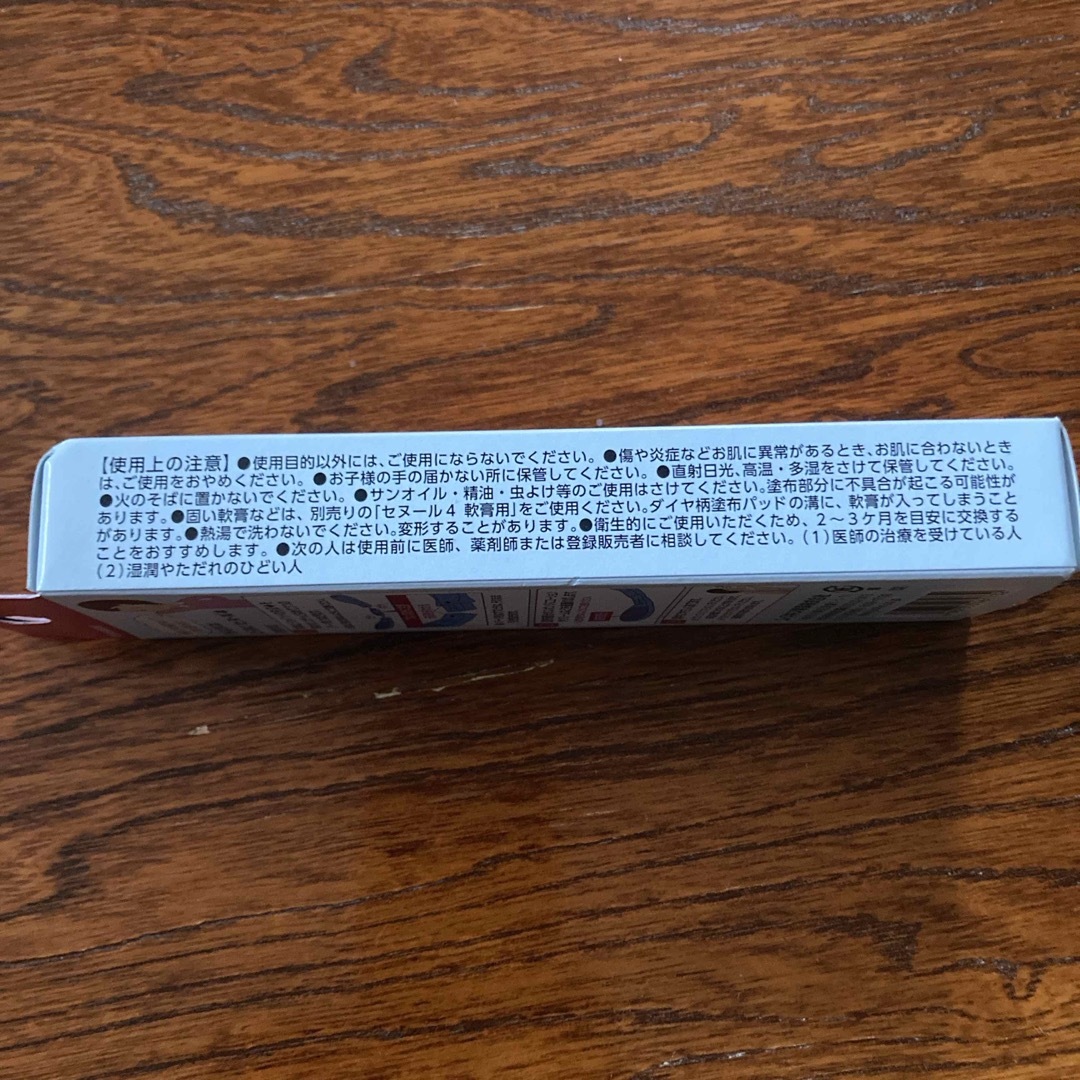 【使用上の注意】●使用目的以外には、ご使用にならないでください。●傷や炎症などお肌に異常があるとき、お肌に合わないとき
は、ご使用をおやめください。●お子様の手の届かない所に保管してください。●直射日光、高温・多湿をさけて保管してください。
●火のそばに置かないでください。●サンオイル・精油・虫よけ等のご使用はさけてください。塗布部分に不具合が起こる可能性が
あります。●固い軟膏などは、別売りの「セヌール4 軟膏用」をご使用ください。ダイヤ柄塗布パッドの溝に、軟膏が入ってしまうこと
があります。●熱湯で洗わないでください。変形することがあります。●衛生的にご使用いただくため、2〜3ケ月を目安に交換する
ことをおすすめします。●次の人は使用前に医師、薬剤師または登録販売者に相談してください。(1)医師の治療を受けている人
(2)湿潤やただれのひどい人